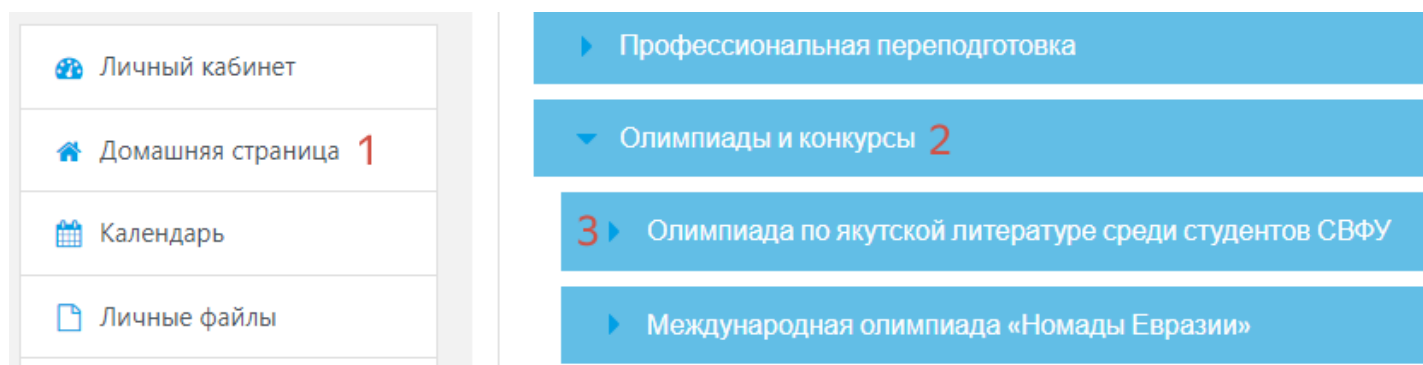 Личный кабинет
Домашняя страница 1
Календарь
Личные файлы
Профессиональная переподготовка
Олимпиады и конкурсы 2
3 Олимпиада по якутской литературе среди студентов СВФУ
Международная олимпиада «Номады Евразии»